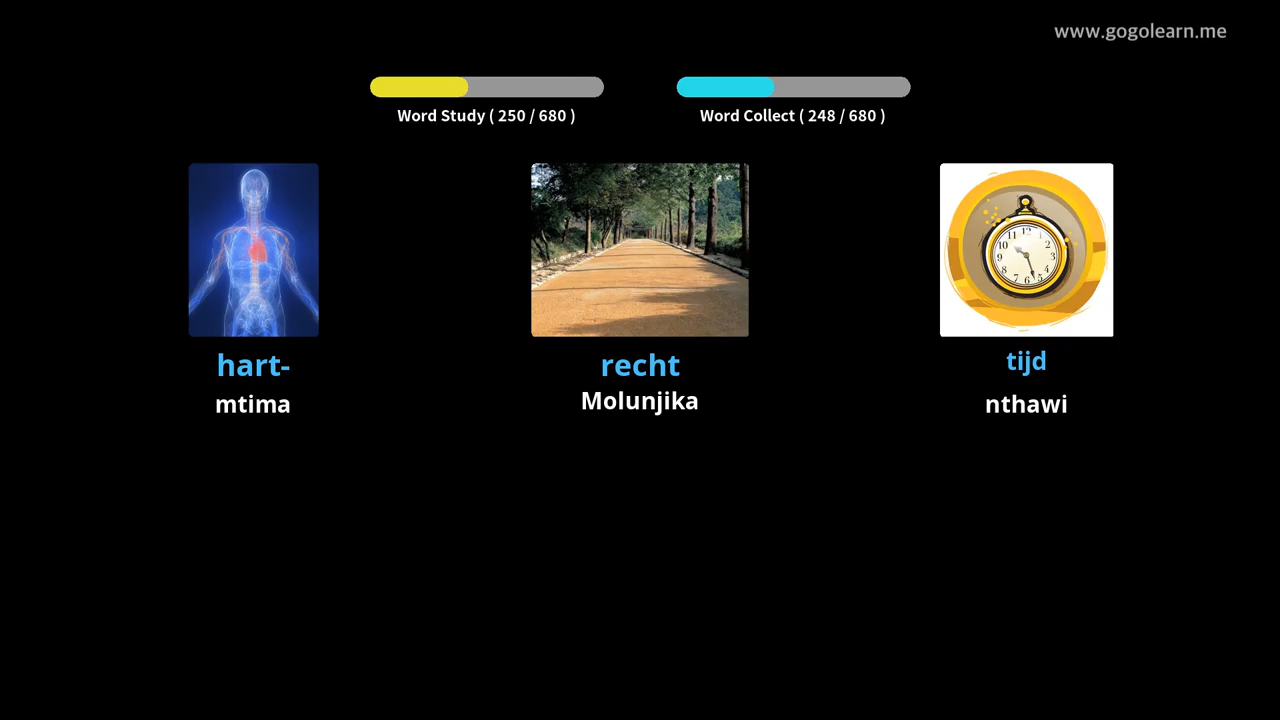 www.gogolearn.me
Word Study ( 250 / 680 )
Word Collect ( 248 / 680 )
hart-
mtima
recht
Molunjika
tijd
nthawi